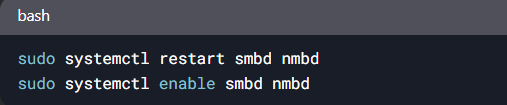 bash
sudo systemctl restart smbd nmbd
sudo systemctl enable smbd nmbd